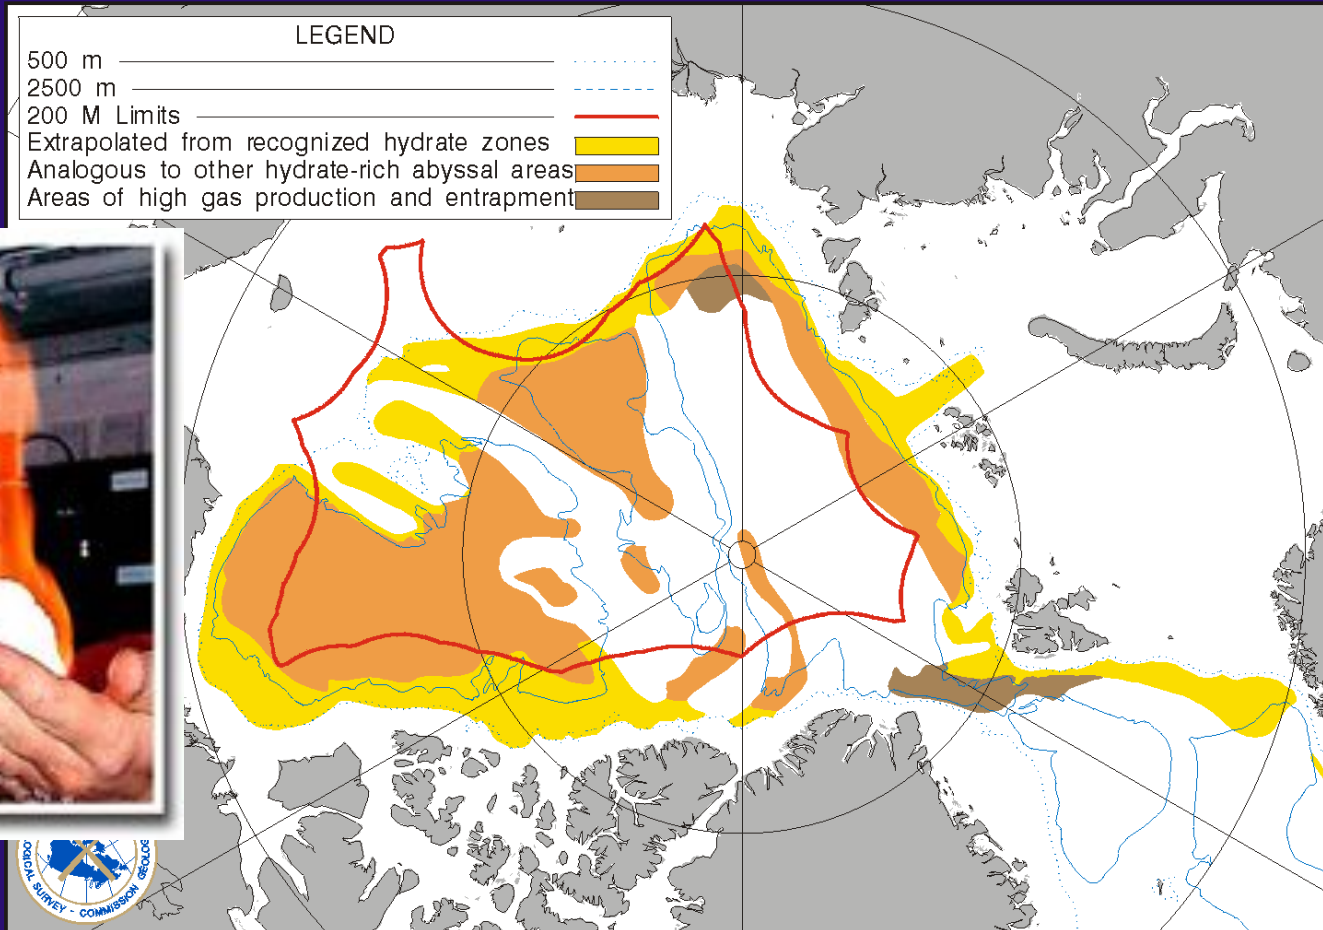 LEGEND
500 m
2500 m
200 M Limits
Extrapolated from recognized hydrate zones
Analogous to other hydrate-rich abyssal areas
Areas of high gas production and entrapment
SURVEY - COMMISSION